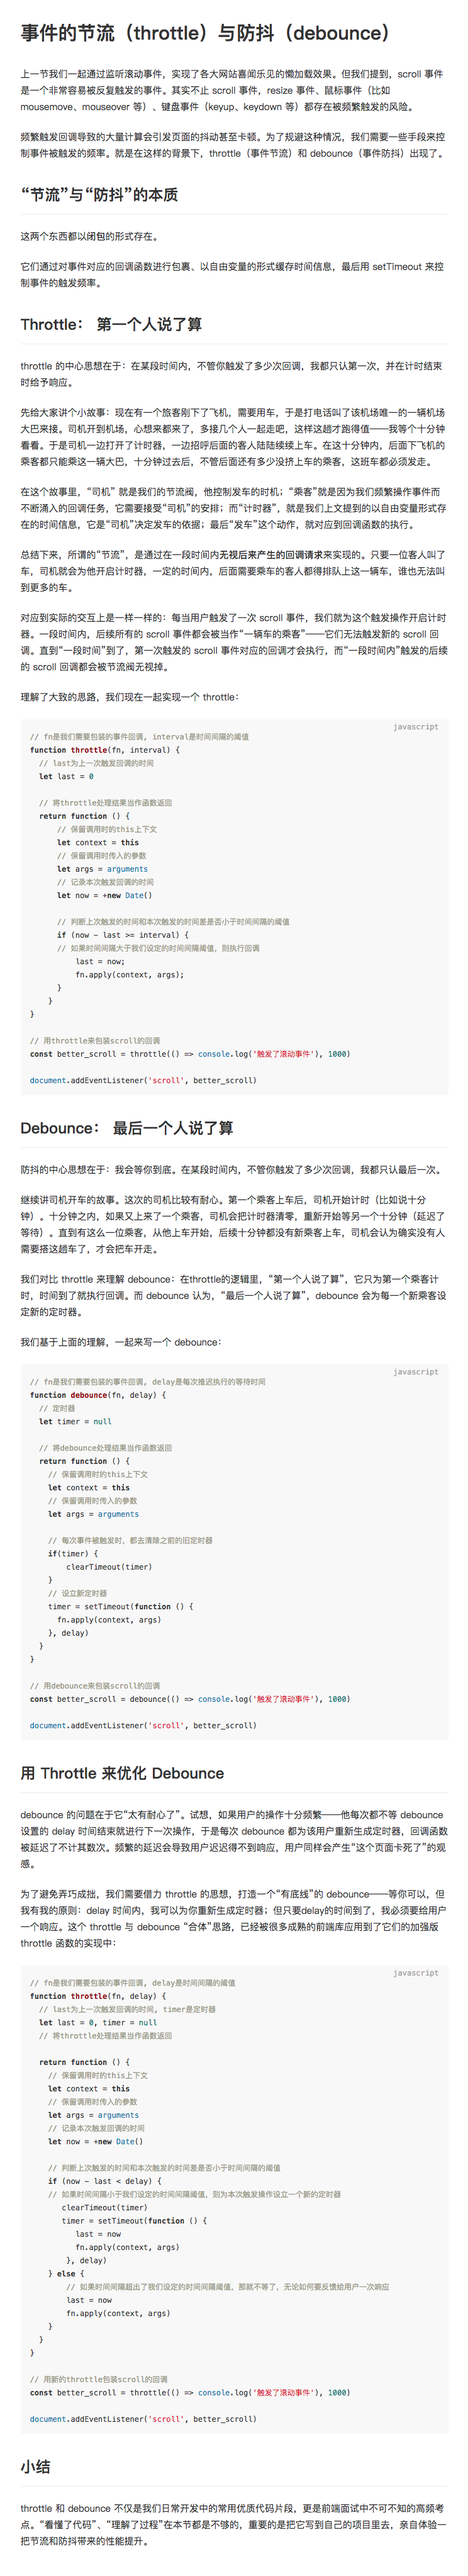 事件的节流（throttle）与防抖（debounce）
上一节我们一起通过监听滚动事件，实现了各大网站喜闻乐见的懒加载效果。但我们提到，scroll 事件
是一个非常容易被反复触发的事件。其实不止 scroll 事件，resize 事件、鼠标事件（比如
mousemove、mouseover 等）、键盘事件（keyup、keydown 等）都存在被频繁触发的风险。
频繁触发回调导致的大量计算会引发页面的抖动甚至卡顿。为了规避这种情况，我们需要一些手段来控
制事件被触发的频率。就是在这样的背景下，throttle（事件节流）和 debounce（事件防抖）出现了。
“节流”与“防抖”的本质
这两个东西都以闭包的形式存在。
它们通过对事件对应的回调函数进行包裹、以自由变量的形式缓存时间信息，最后用 setTimeout 来控
制事件的触发频率。
Throttle： 第一个人说了算
throttle 的中心思想在于：在某段时间内，不管你触发了多少次回调，我都只认第一次，并在计时结束
时给予响应。
先给大家讲个小故事：现在有一个旅客刚下了飞机，需要用车，于是打电话叫了该机场唯一的一辆机场
大巴来接。司机开到机场，心想来都来了，多接几个人一起走吧，这样这趟才跑得值——我等个十分钟
看看。于是司机一边打开了计时器，一边招呼后面的客人陆陆续续上车。在这十分钟内，后面下飞机的
乘客都只能乘这一辆大巴，十分钟过去后，不管后面还有多少没挤上车的乘客，这班车都必须发走。
在这个故事里，“司机” 就是我们的节流阀，他控制发车的时机；“乘客”就是因为我们频繁操作事件而
不断涌入的回调任务，它需要接受“司机”的安排；而“计时器”，就是我们上文提到的以自由变量形式存
在的时间信息，它是“司机”决定发车的依据；最后“发车”这个动作，就对应到回调函数的执行。
总结下来，所谓的“节流”，是通过在一段时间内无视后来产生的回调请求来实现的。只要一位客人叫了
车，司机就会为他开启计时器，一定的时间内，后面需要乘车的客人都得排队上这一辆车，谁也无法叫
到更多的车。
对应到实际的交互上是一样一样的：每当用户触发了一次 scroll 事件，我们就为这个触发操作开启计时
器。一段时间内，后续所有的 scroll 事件都会被当作“一辆车的乘客”——它们无法触发新的 scroll 回
调。直到“一段时间”到了，第一次触发的 scroll 事件对应的回调才会执行，而“一段时间内”触发的后续
的 scroll 回调都会被节流阀无视掉。
理解了大致的思路，我们现在一起实现一个 throttle：
javascript
// fn是我们需要包装的事件回调, interval是时间间隔的阈值
function throttle(fn, interval) {
// last为上一次触发回调的时间
let last = 0
// 将throttle处理结果当作函数返回
return function () {
// 保留调用时的this上下文
let context = this
// 保留调用时传入的参数
let args = arguments
// 记录本次触发回调的时间
let now = +new Date()
// 判断上次触发的时间和本次触发的时间差是否小于时间间隔的阈值
if (now - last >= interval) {
// 如果时间间隔大于我们设定的时间间隔阈值，则执行回调
last = now;
fn.apply(context, args);
}
}
}
// 用throttle来包装scroll的回调
const better_scroll = throttle(() => console.log('触发了滚动事件'), 1000)
document.addEventListener('scroll', better_scroll)
Debounce： 最后一个人说了算
防抖的中心思想在于：我会等你到底。在某段时间内，不管你触发了多少次回调，我都只认最后一次。
继续讲司机开车的故事。这次的司机比较有耐心。第一个乘客上车后，司机开始计时（比如说十分
钟）。十分钟之内，如果又上来了一个乘客，司机会把计时器清零，重新开始等另一个十分钟（延迟了
等待）。直到有这么一位乘客，从他上车开始，后续十分钟都没有新乘客上车，司机会认为确实没有人
需要搭这趟车了，才会把车开走。
我们对比 throttle 来理解 debounce：在throttle的逻辑里，“第一个人说了算”，它只为第一个乘客计
时，时间到了就执行回调。而 debounce 认为，“最后一个人说了算”，debounce 会为每一个新乘客设
定新的定时器。
我们基于上面的理解，一起来写一个 debounce：
javascript
// fn是我们需要包装的事件回调, delay是每次推迟执行的等待时间
function debounce(fn, delay) {
// 定时器
let timer = null
// 将debounce处理结果当作函数返回
return function () {
// 保留调用时的this上下文
let context = this
// 保留调用时传入的参数
let args = arguments
// 每次事件被触发时，都去清除之前的旧定时器
if(timer) {
clearTimeout(timer)
}
// 设立新定时器
timer = setTimeout(function () {
fn.apply(context, args)
}, delay)
}
}
// 用debounce来包装scroll的回调
const better_scroll = debounce(() => console.log('触发了滚动事件'), 1000)
document.addEventListener('scroll', better_scroll)
用 Throttle 来优化 Debounce
debounce 的问题在于它“太有耐心了”。试想，如果用户的操作十分频繁——他每次都不等 debounce
设置的 delay 时间结束就进行下一次操作，于是每次 debounce 都为该用户重新生成定时器，回调函数
被延迟了不计其数次。频繁的延迟会导致用户迟迟得不到响应，用户同样会产生“这个页面卡死了”的观
感。
为了避免弄巧成拙，我们需要借力 throttle 的思想，打造一个“有底线”的 debounce——等你可以，但
我有我的原则：delay 时间内，我可以为你重新生成定时器；但只要delay的时间到了，我必须要给用户
一个响应。这个 throttle 与 debounce “合体”思路，已经被很多成熟的前端库应用到了它们的加强版
throttle 函数的实现中：
javascript
// fn是我们需要包装的事件回调, delay是时间间隔的阈值
function throttle(fn, delay) {
// last为上一次触发回调的时间, timer是定时器
let last = 0, timer = null
// 将throttle处理结果当作函数返回
return function () {
// 保留调用时的this上下文
let context = this
// 保留调用时传入的参数
let args = arguments
// 记录本次触发回调的时间
let now = +new Date()
// 判断上次触发的时间和本次触发的时间差是否小于时间间隔的阈值
if (now - last < delay) {
// 如果时间间隔小于我们设定的时间间隔阈值，则为本次触发操作设立一个新的定时器
clearTimeout(timer)
timer = setTimeout(function () {
last = now
fn.apply(context, args)
}, delay)
} else {
// 如果时间间隔超出了我们设定的时间间隔阈值，那就不等了，无论如何要反馈给用户一次响应
last = now
fn.apply(context, args)
}
}
}
// 用新的throttle包装scroll的回调
const better_scroll = throttle(() => console.log('触发了滚动事件'), 1000)
document.addEventListener('scroll', better_scroll)
小结
throttle 和 debounce 不仅是我们日常开发中的常用优质代码片段，更是前端面试中不可不知的高频考
点。“看懂了代码”、“理解了过程”在本节都是不够的，重要的是把它写到自己的项目里去，亲自体验一
把节流和防抖带来的性能提升。